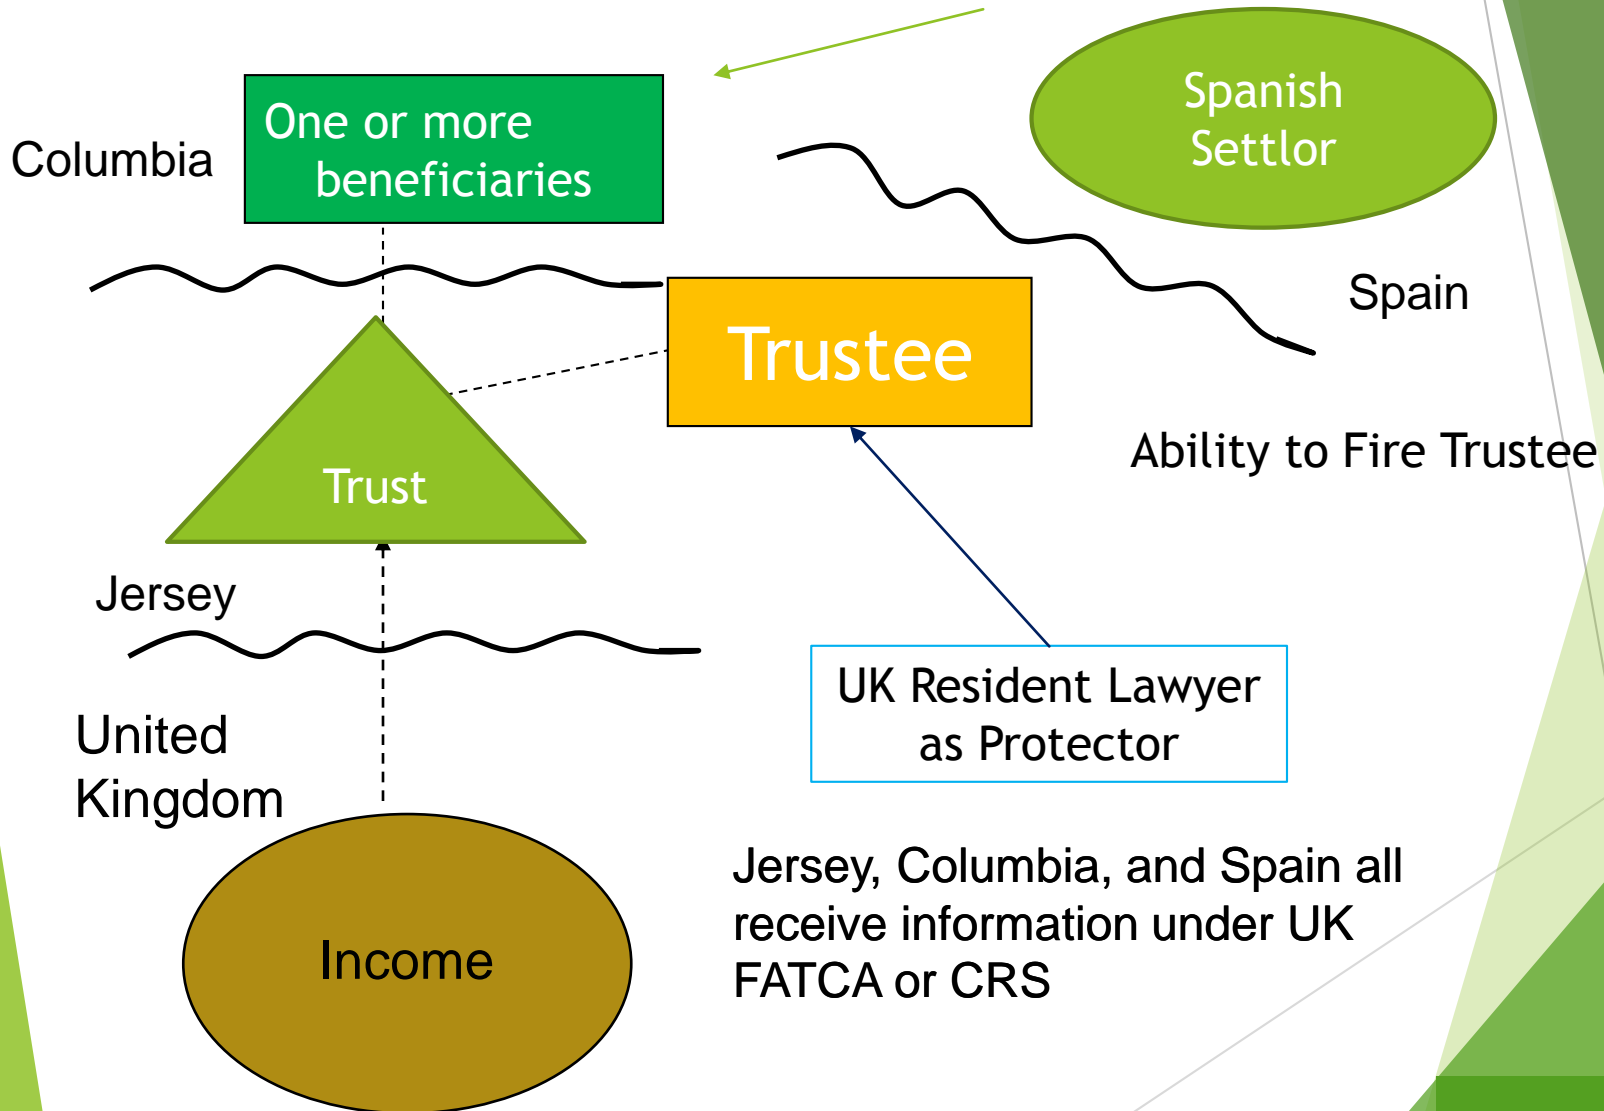 Spanish
Settlor
One or more
beneficiaries
Columbia
Spain
Trustee
Ability to Fire Trustee
Trust
Jersey
UK Resident Lawyer
as Protector
United
Kingdom
Income
Jersey, Columbia, and Spain all
receive information under UK
FATCA or CRS